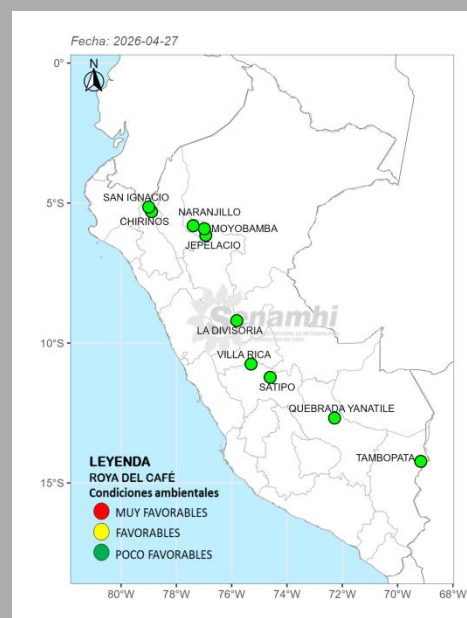 Fecha: 2026-04-27
N
0°
5°S
10°S
15°S
SAN IGNACIO
CHIRINOS
NARANJILLO
MOYOBAMBA
JEPELACIO
Senamhi
LA DIVISORIA
VILLA RICA
SATIPO
QUEBRADA YANATILE
TAMBOPATA
LEYENDA
ROYA DEL CAFÉ
Condiciones ambientales
MUY FAVORABLES
FAVORABLES
POCO FAVORABLES
80°W 78°W 76°W 74°W 72°W 70°W 68°W